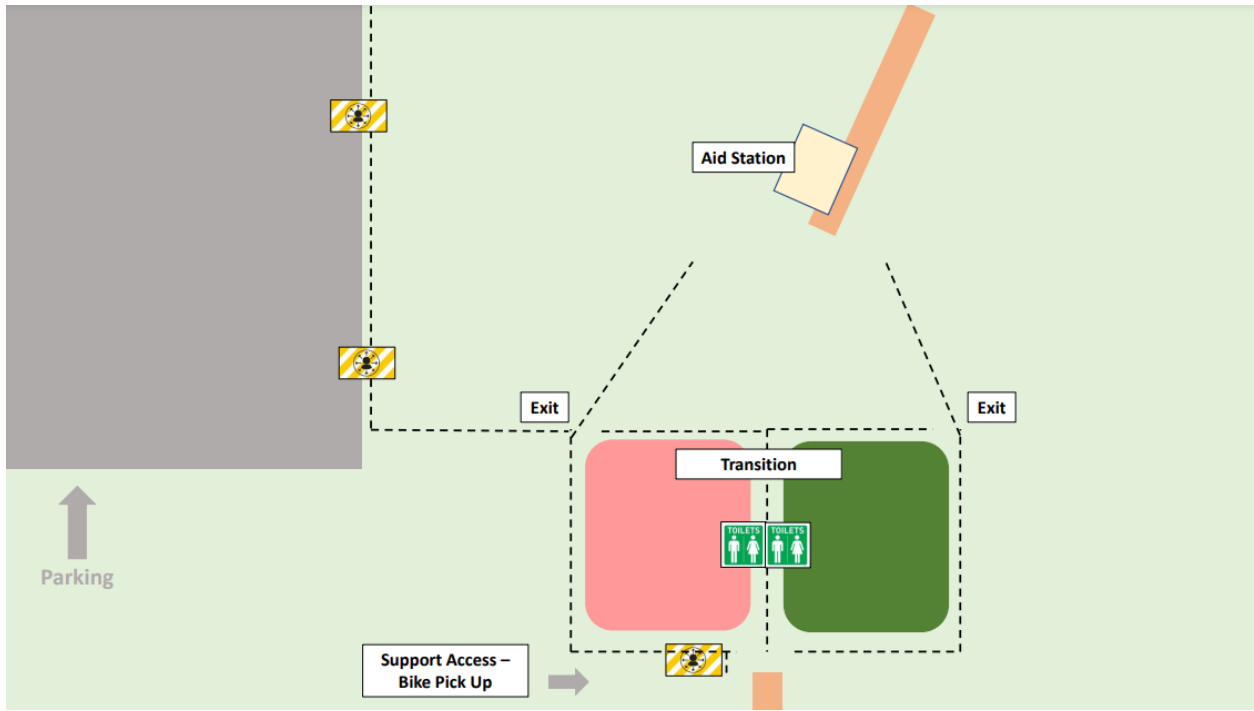 Aid Station
Exit
Exit
Transition
TOILETS
TOILETS
Parking
Support Access –
Bike Pick Up